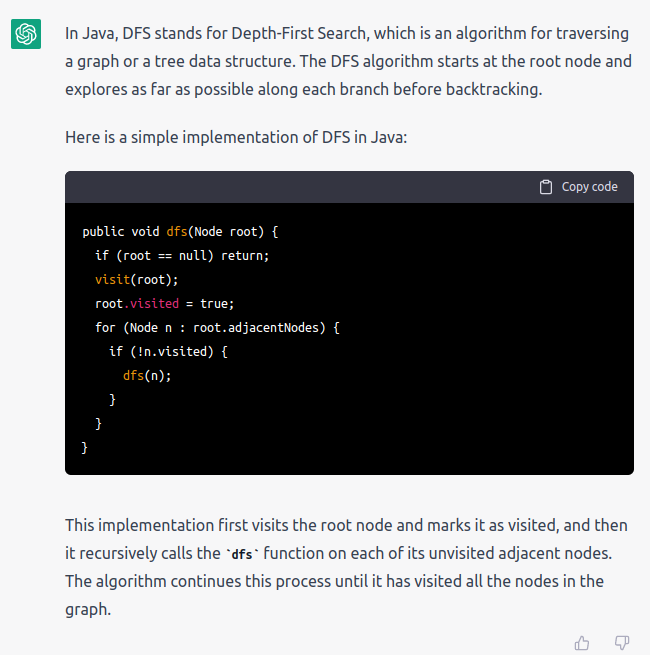 In Java, DFS stands for Depth-First Search, which is an algorithm for traversing
a graph or a tree data structure. The DFS algorithm starts at the root node and
explores as far as possible along each branch before backtracking.
Here is a simple implementation of DFS in Java:
Copy code
public void dfs(Node root) {
  if (root == null) return;
  visit(root);
  root.visited = true;
  for (Node n : root.adjacentNodes) {
    if (!n.visited) {
      dfs(n);
    }
  }
}
This implementation first visits the root node and marks it as visited, and then
it recursively calls the `dfs` function on each of its unvisited adjacent nodes.
The algorithm continues this process until it has visited all the nodes in the
graph.